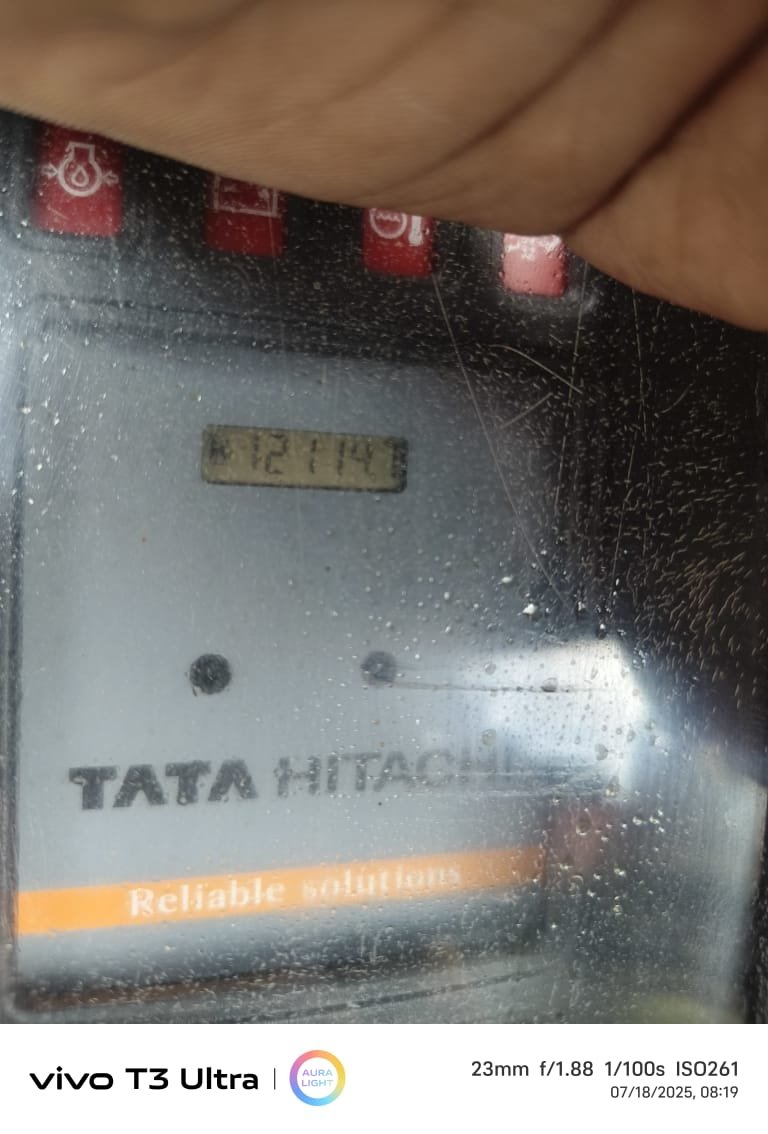 12114
TATA HITACHI
Reliable solutions
vivo T3 Ultra
AURA
LIGHT
23mm f/1.88 1/100s ISO261
07/18/2025, 08:19